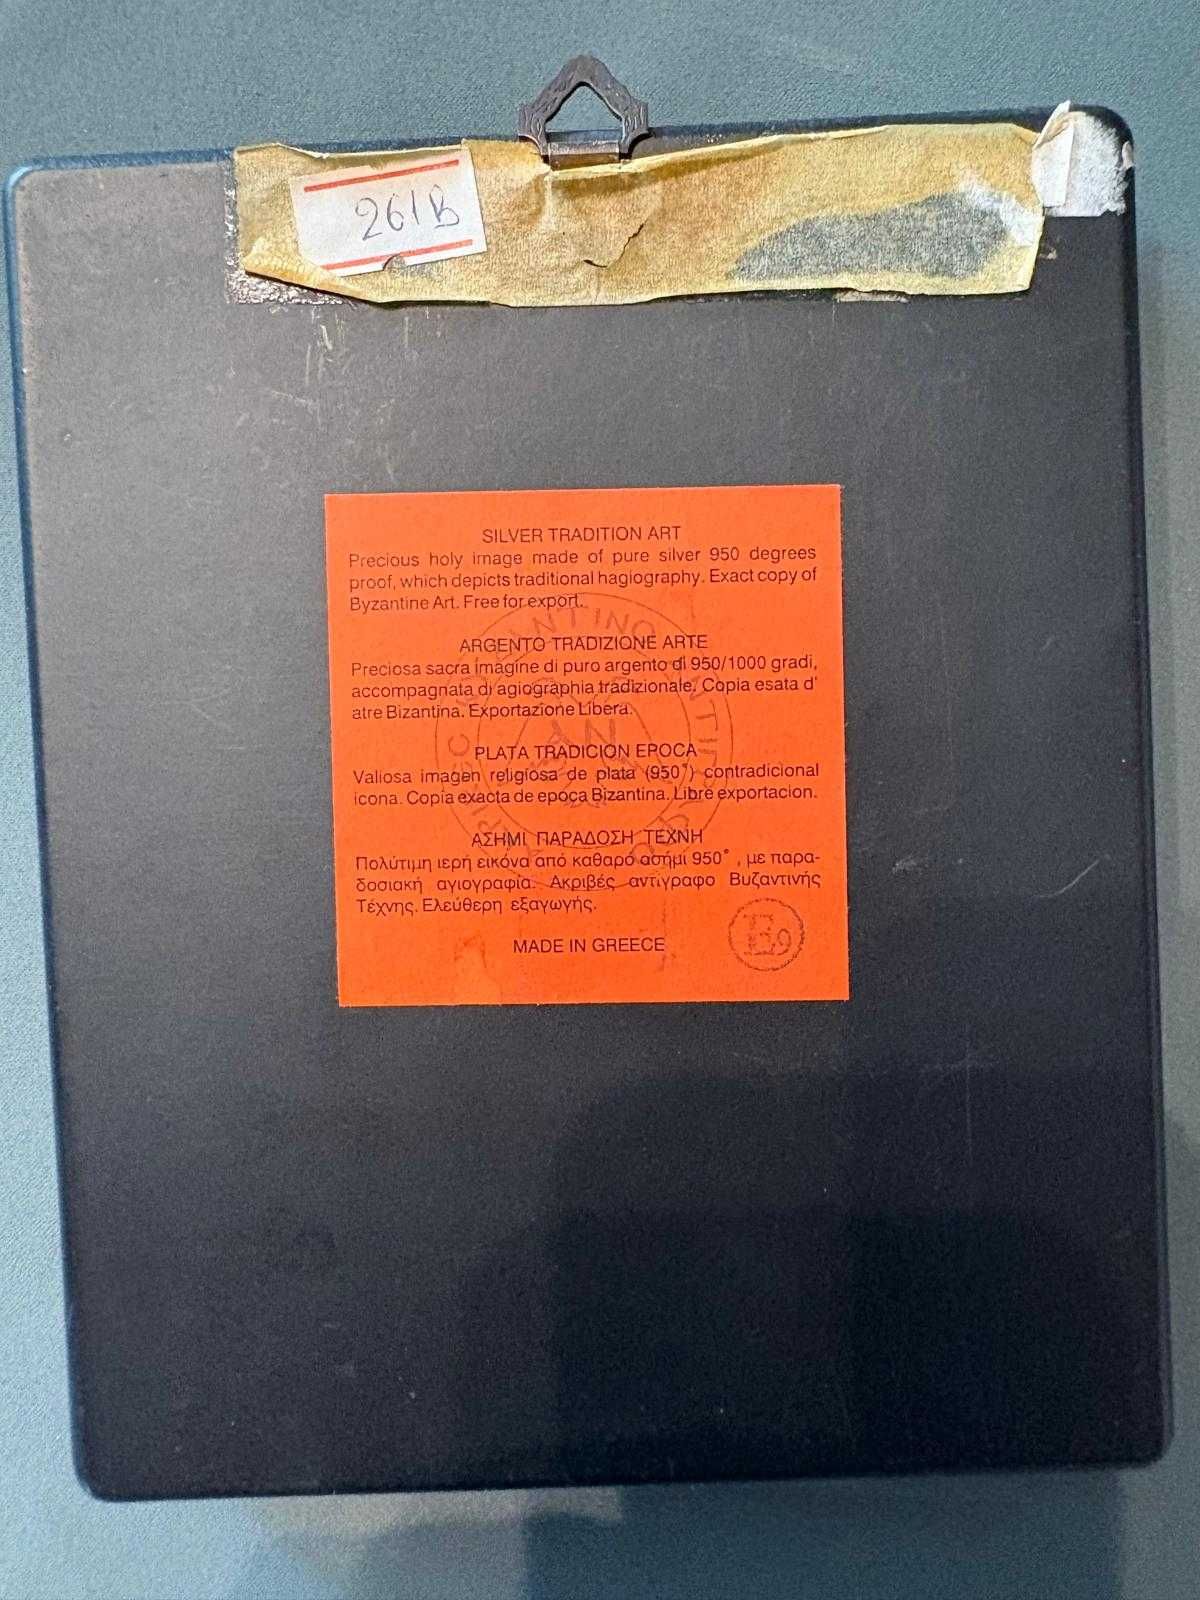 261B
SILVER TRADITION ART
Precious holy image made of pure silver 950 degrees
proof, which depicts traditional hagiography. Exact copy of
Byzantine Art. Free for export.
ARGENTO TRADIZIONE ARTE
Preciosa sacra imagine di puro argento di 950/1000 gradi,
accompagnata di agiographia tradizionale. Copia esata d'
atre Bizantina. Exportazione Libera.
PLATA TRADICION EPOCA
Valiosa imagen religiosa de plata (950°) contradicional
icona. Copia exacta de epoca Bizantina. Libre exportacion.
ΑΣΗΜΙ ΠΑΡΑΔΟΣΗ ΤΕΧΝΗ
Πολύτιμη ιερή εικόνα από καθαρό ασήμι 950° , με παρα-
δοσιακή αγιογραφία. Ακριβές αντίγραφο Βυζαντινής
Τέχνης. Ελεύθερη εξαγωγής.
MADE IN GREECE